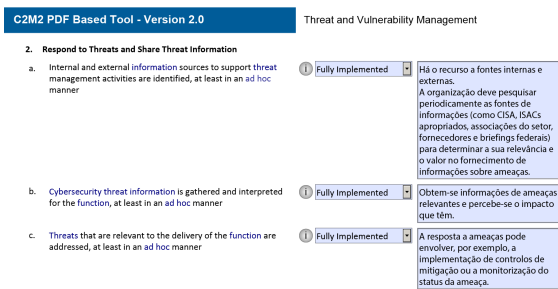 C2M2 PDF Based Tool - Version 2.0
Threat and Vulnerability Management
2. Respond to Threats and Share Threat Information
a. Internal and external information sources to support threat
management activities are identified, at least in an ad hoc
manner
Fully Implemented
Há o recurso a fontes internas e
externas.
A organização deve pesquisar
periodicamente as fontes de
informações (como CISA, ISACs
apropriados, associações do setor,
fornecedores e briefings federais)
para determinar a sua relevância e
o valor no fornecimento de
informações sobre ameaças.
b. Cybersecurity threat information is gathered and interpreted
for the function, at least in an ad hoc manner
Fully Implemented
Obtem-se informações de ameaças
relevantes e percebe-se o impacto
que têm.
c. Threats that are relevant to the delivery of the function are
addressed, at least in an ad hoc manner
Fully Implemented
A resposta a ameaças pode
envolver, por exemplo, a
implementação de controlos de
mitigação ou a monitorização do
status da ameaça.